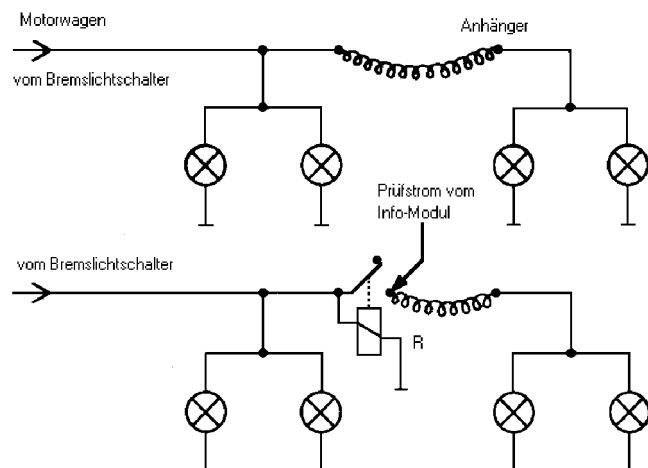 Motorwagen
Anhänger
vom Bremslichtschalter
Prüfstrom vom
Info-Modul
vom Bremslichtschalter
R